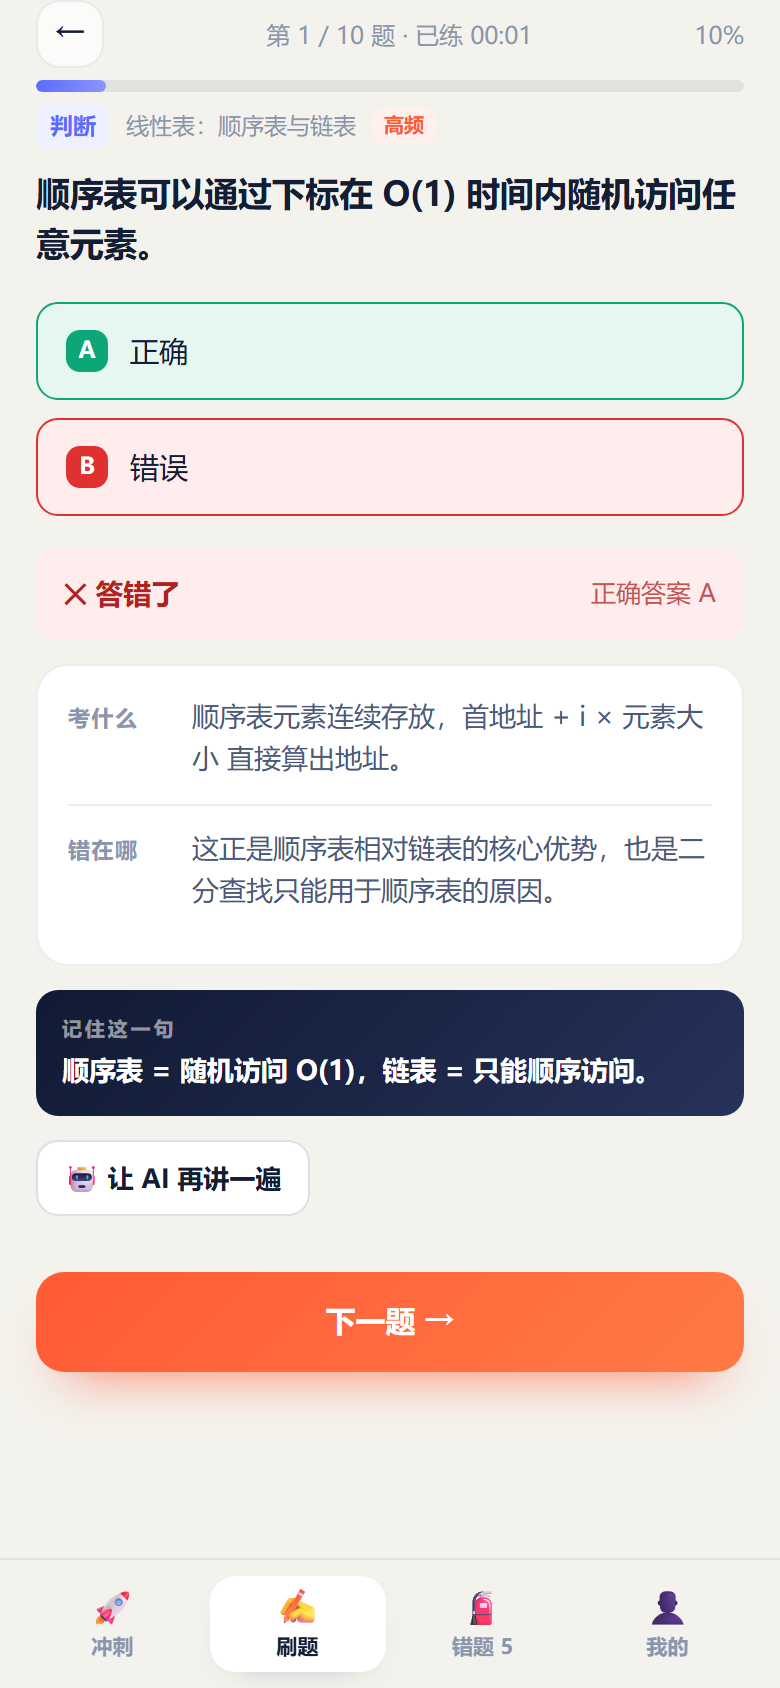 ←
第 1 / 10 题 · 已练 00:01
10%
判断
线性表：顺序表与链表
高频
顺序表可以通过下标在 O(1) 时间内随机访问任
意元素。
A 正确
B 错误
× 答错了
正确答案 A
考什么
顺序表元素连续存放，首地址 + i × 元素大
小 直接算出地址。
错在哪
这正是顺序表相对链表的核心优势，也是二
分查找只能用于顺序表的原因。
记住这一句
顺序表 = 随机访问 O(1)，链表 = 只能顺序访问。
让 AI 再讲一遍
下一题 →
冲刺
刷题
错题 5
我的